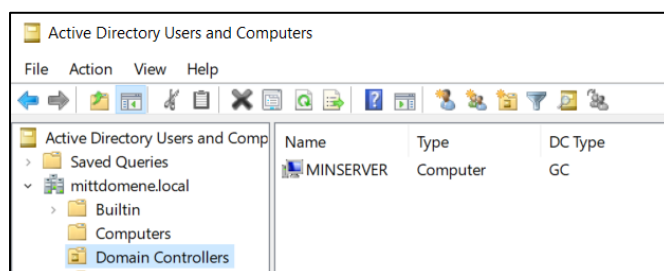 Active Directory Users and Computers
File Action View Help
Active Directory Users and Comp
Name Type DC Type
Saved Queries
MINSERVER Computer GC
mittdomene.local
Builtin
Computers
Domain Controllers